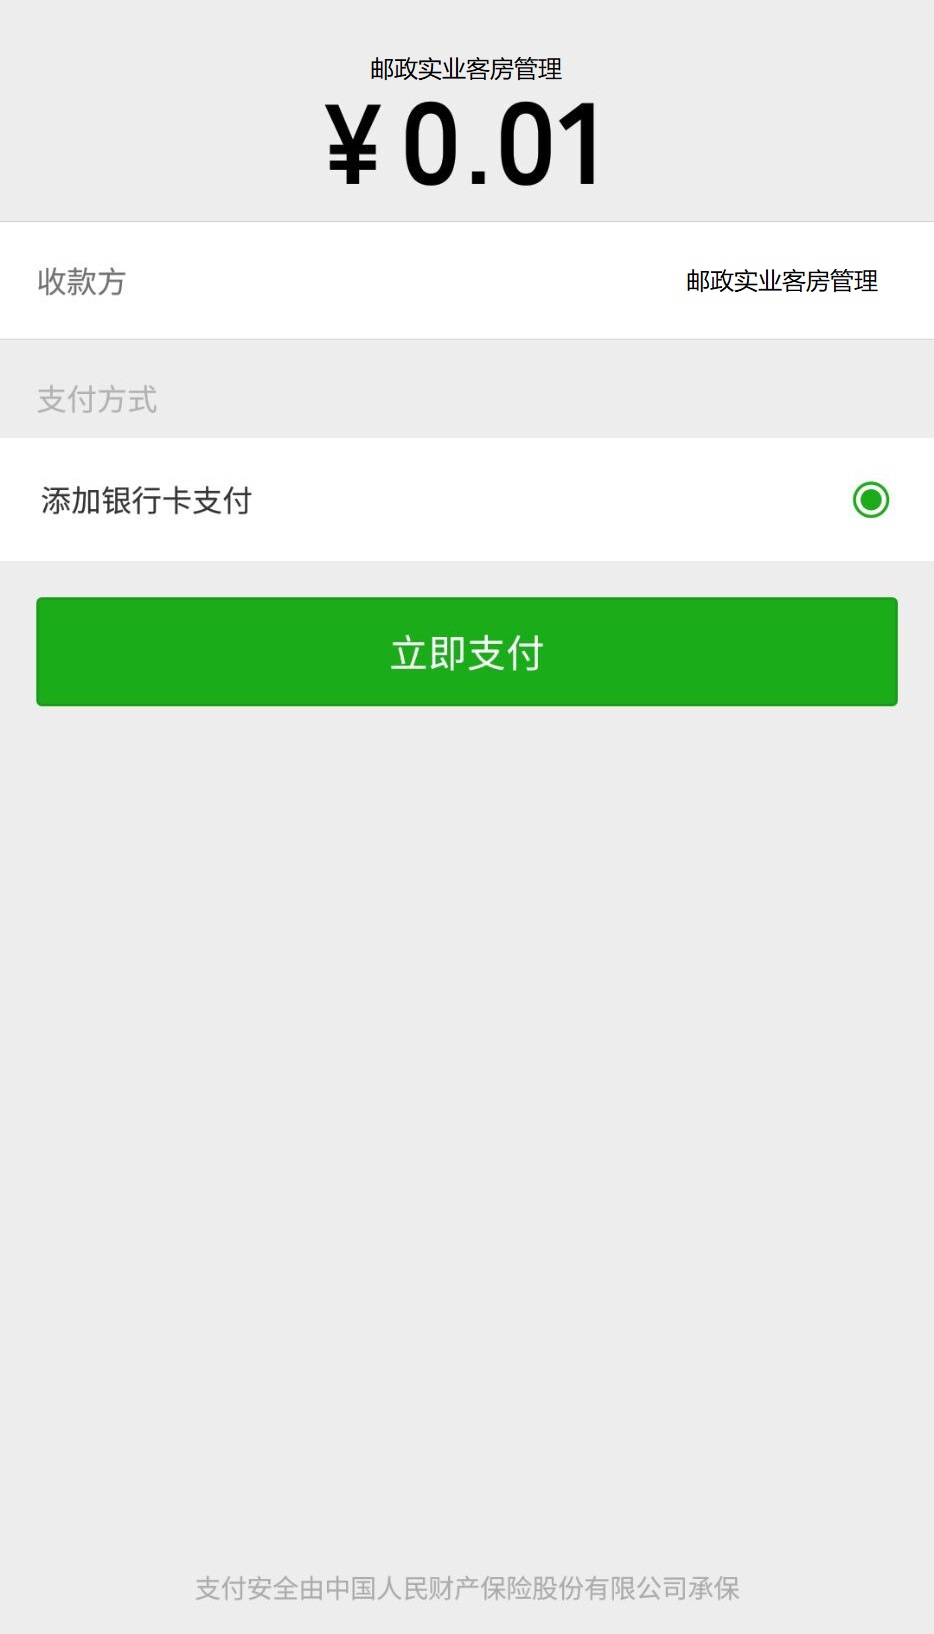 邮政实业客房管理
¥0.01
收款方 邮政实业客房管理
支付方式
添加银行卡支付
立即支付
支付安全由中国人民财产保险股份有限公司承保